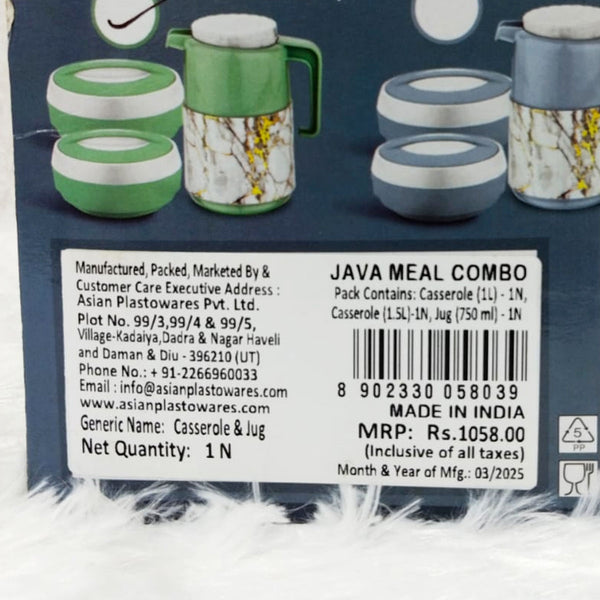 Manufactured, Packed, Marketed By &
Customer Care Executive Address :
Asian Plastowares Pvt. Ltd.
Plot No. 99/3,99/4 & 99/5,
Village-Kadaiya,Dadra & Nagar Haveli
and Daman & Diu - 396210 (UT)
Phone No.: + 91-2266960033
Email : info@asianplastowares.com
www.asianplastowares.com
Generic Name: Casserole & Jug
Net Quantity: 1 N
JAVA MEAL COMBO
Pack Contains: Casserole (1L) - 1N,
Casserole (1.5L)-1N, Jug (750 ml) - 1N
8 902330 058039
MADE IN INDIA
MRP: Rs.1058.00
(Inclusive of all taxes)
Month & Year of Mfg.: 03/2025
5
PP